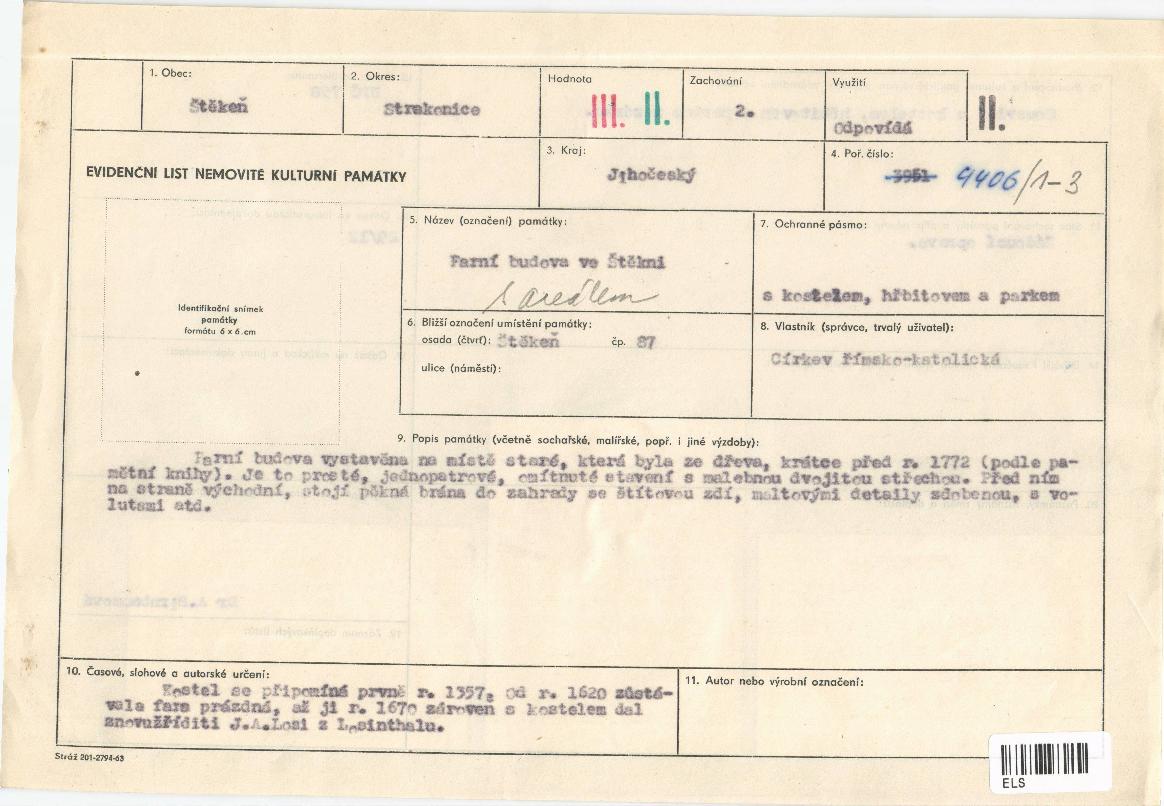 1. Obec:
Štěkeň
2. Okres:
Strakonice
Hodnota
III. II.
Zachování
2.
Využití
Odpovídá
II.
EVIDENČNÍ LIST NEMOVITÉ KULTURNÍ PAMÁTKY
3. Kraj:
Jihočeský
4. Poř. číslo:
3951 4406/1-3
Identifikační snímek
památky
formátu 6 x 6 cm
5. Název (označení) památky:
Farní budova ve Štěkni
s areálem
7. Ochranné pásmo:
s kostelem, hřbitovem a parkem
6. Bližší označení umístění památky:
osada (čtvrť): Štěkeň čp. 87
ulice (náměstí):
8. Vlastník (správce, trvalý uživatel):
Církev římsko-katolická
9. Popis památky (včetně sochařské, malířské, popř. i jiné výzdoby):
Farní budova vystavěna na místě staré, která byla ze dřeva, krátce před r. 1772 (podle pa-
mětní knihy). Je to prosté, jednopatrové, omítnuté stavení s malebnou dvojitou střechou. Před ním
na straně východní, stojí pěkná brána do zahrady se štítovou zdí, maltovými detaily zdobenou, s vo-
lutami atd.
10. Časové, slohové a autorské určení:
Kostel se připomíná prvně r. 1357, od r. 1620 zůstá-
vala fara prázdná, až ji r. 1670 zároven s kostelem dal
znovuzříditi J.A.Losi z Losinthalu.
11. Autor nebo výrobní označení:
Stráž 201-2794-63
ELS